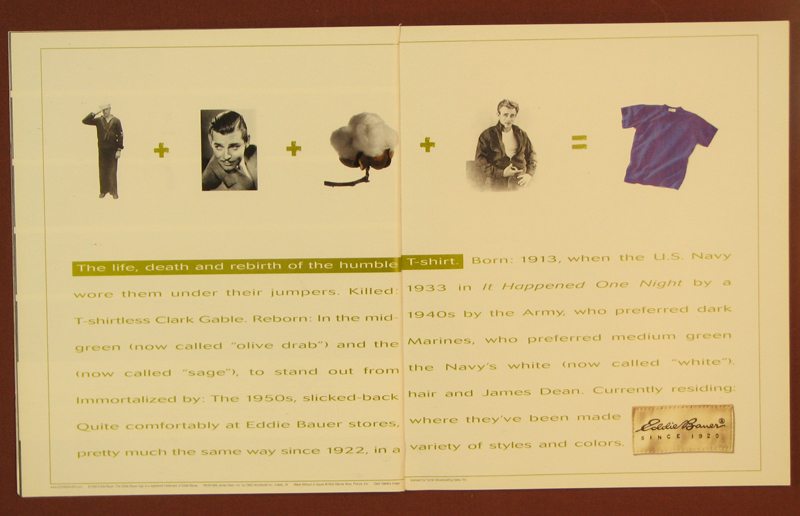 The life, death and rebirth of the humble T-shirt. Born: 1913, when the U.S. Navy
wore them under their jumpers. Killed: 1933 in It Happened One Night by a
T-shirtless Clark Gable. Reborn: In the mid-1940s by the Army, who preferred dark
green (now called "olive drab") and the Marines, who preferred medium green
(now called "sage"), to stand out from the Navy's white (now called "white").
Immortalized by: The 1950s, slicked-back hair and James Dean. Currently residing:
Quite comfortably at Eddie Bauer stores, where they've been made
pretty much the same way since 1922, in a variety of styles and colors.
Eddie Bauer®
SINCE 1920